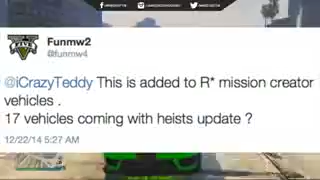 Funmw2
@funmw4
@iCrazyTeddy This is added to R* mission creator
vehicles .
17 vehicles coming with heists update ?
12/22/14 5:27 AM